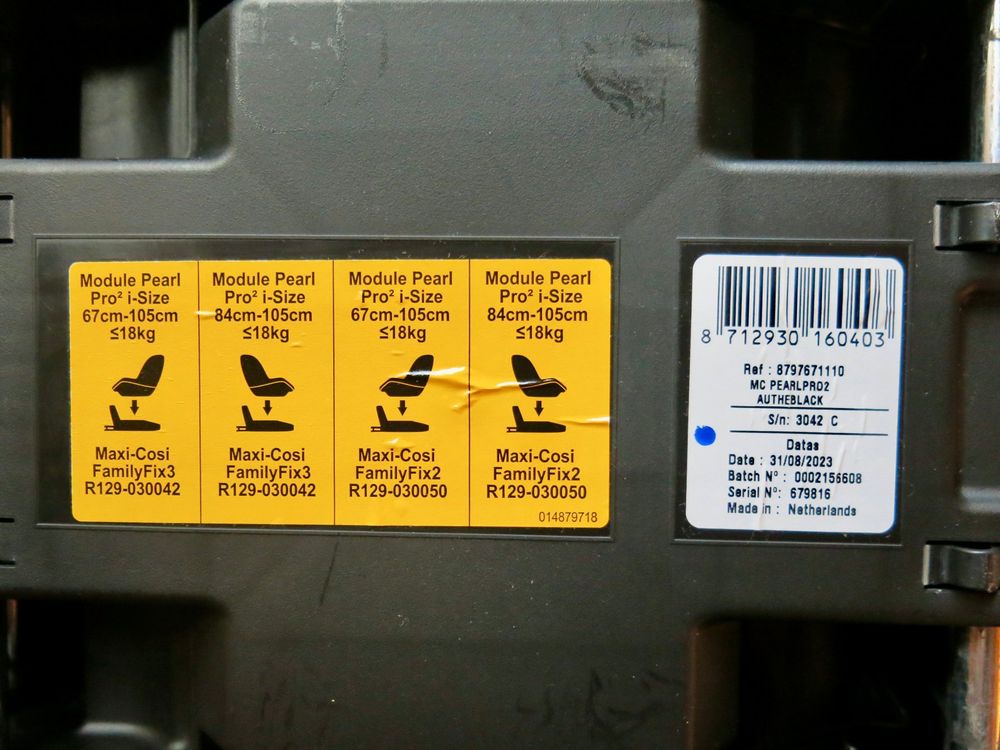 Module Pearl
Pro² i-Size
67cm-105cm
≤18kg
Maxi-Cosi
FamilyFix3
R129-030042
Module Pearl
Pro² i-Size
84cm-105cm
≤18kg
Maxi-Cosi
FamilyFix3
R129-030042
Module Pearl
Pro² i-Size
67cm-105cm
≤18kg
Maxi-Cosi
FamilyFix2
R129-030050
Module Pearl
Pro² i-Size
84cm-105cm
≤18kg
Maxi-Cosi
FamilyFix2
R129-030050
014879718
8 712930 160403
Ref : 8797671110
MC PEARLPRO2
AUTHEBLACK
S/n: 3042 C
Datas
Date : 31/08/2023
Batch N° : 0002156608
Serial N°: 679816
Made in : Netherlands